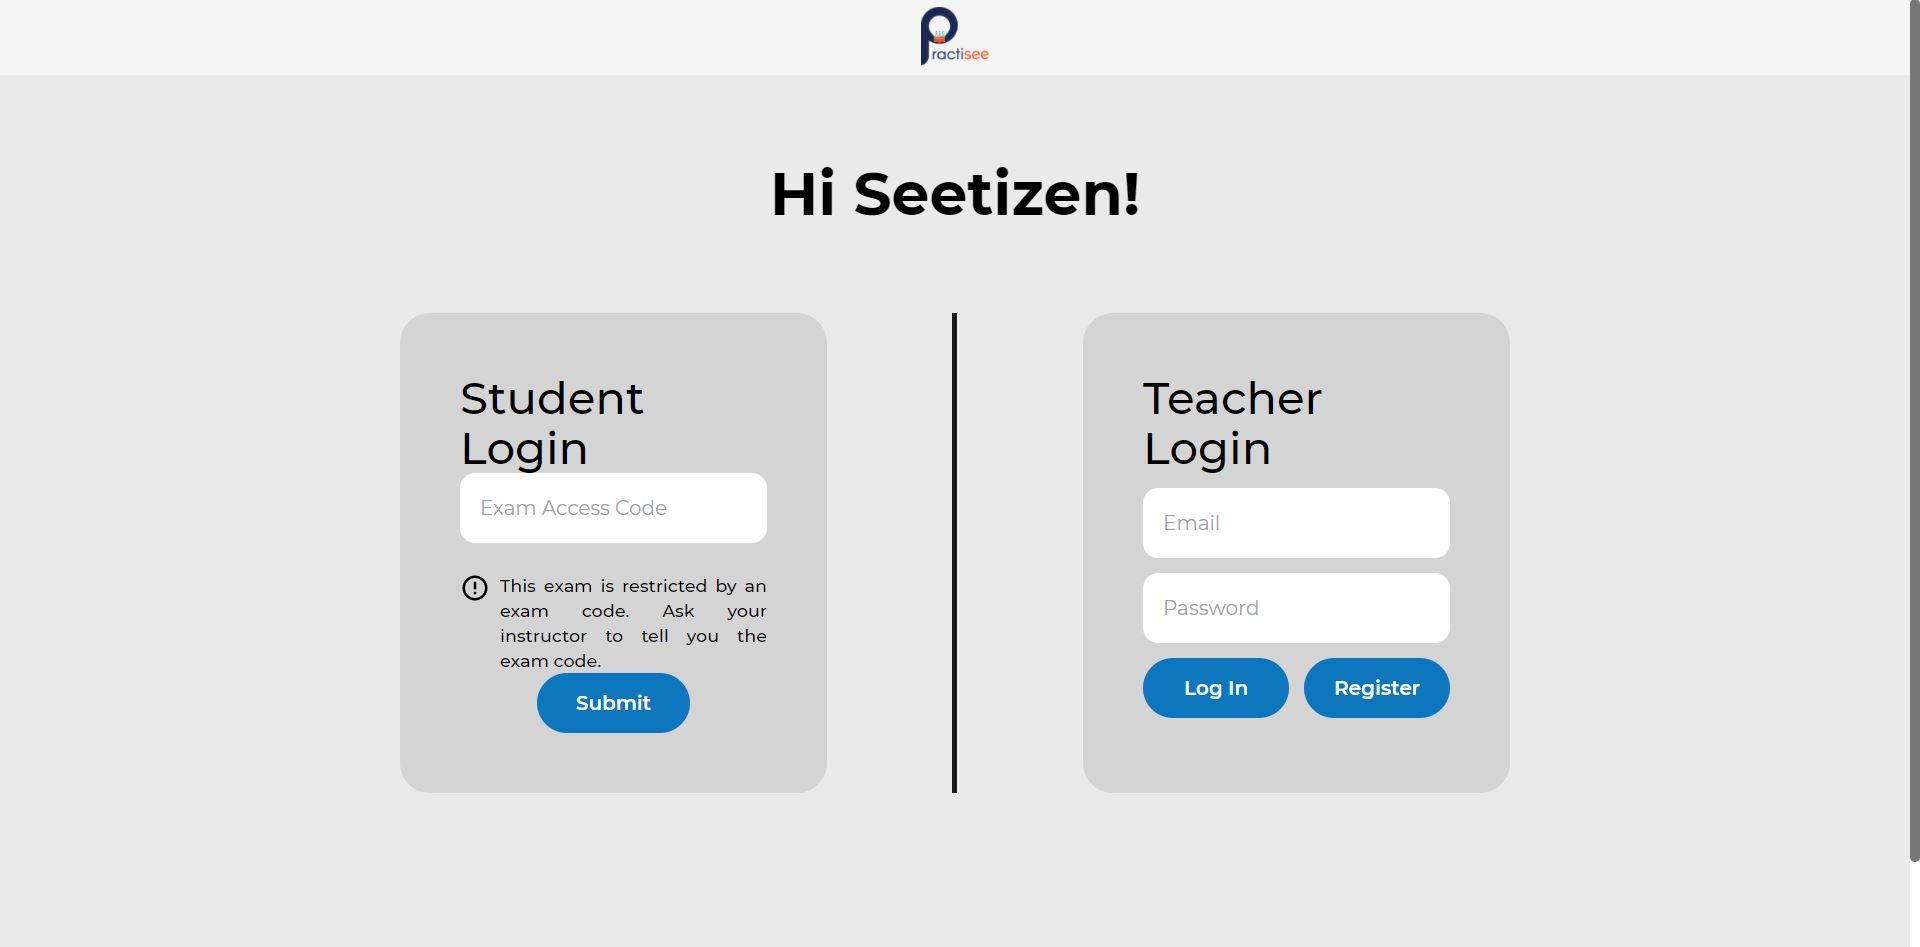 Practisee
Hi Seetizen!
Student
Login
Exam Access Code
This exam is restricted by an
exam code. Ask your
instructor to tell you the
exam code.
Submit
Teacher
Login
Email
Password
Log In
Register